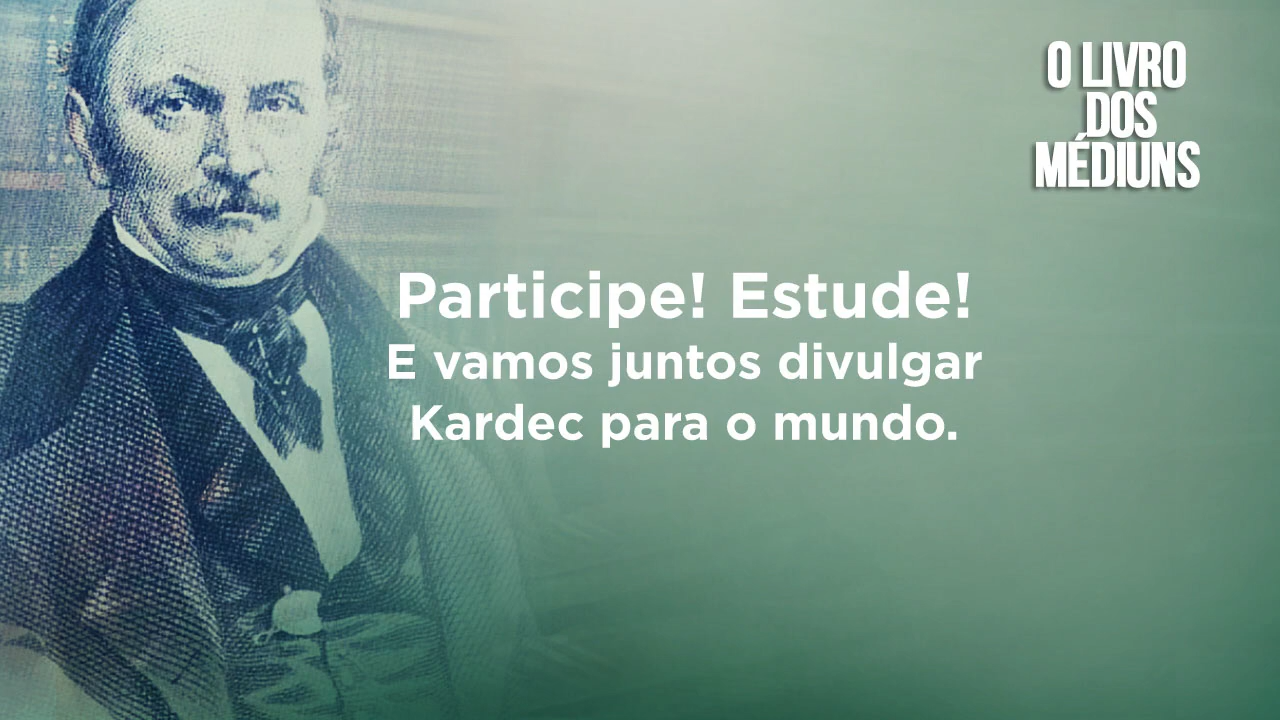 O LIVRO
DOS
MÉDIUNS
Participe! Estude!
E vamos juntos divulgar
Kardec para o mundo.